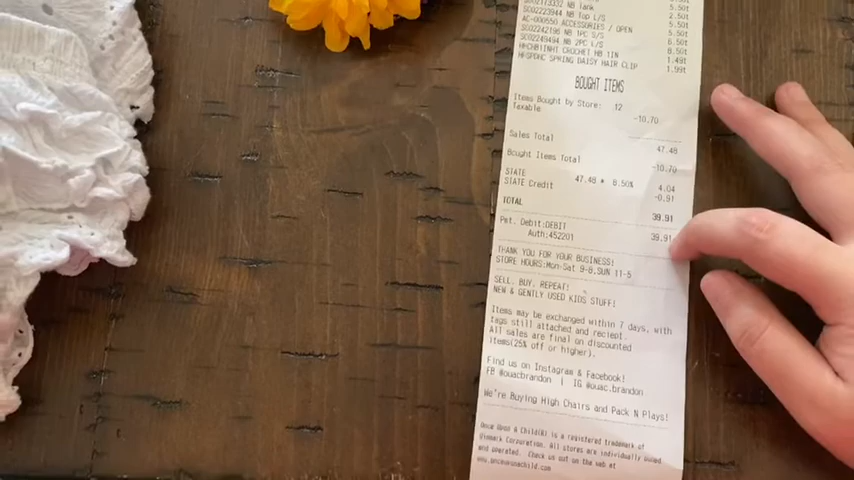 SC02173332 NB Tank 5.50t
SC02223944 NB Top L/S 2.50t
AC-000550 ACCESSORIES / OPEN 5.50t
SC02242196 NB 1PC S/S 6.50t
SC02249494 NB 2PC L/S 8.50t
HHCNB1INHT CROCHET NB 1IN 1.49t
HFSPDHC SPRING DAISY HAIR CLIP 1.99t
BOUGHT ITEMS
Items Bought by Store: 12
Taxable -10.70
Sales Total 47.48
Bought Items Total -10.70
STATE 47.48 * 8.50% 4.04
STATE Credit -0.91
TOTAL 39.91
Pmt. Debit:DEBIT 39.91
Auth:452201
THANK YOU FOR YOUR BUSINESS!
STORE HOURS:Mon-Sat 9-8,SUN 11-5
SELL, BUY, REPEAT!
NEW & GENTLY USED KIDS STUFF!
Items may be exchanged within 7 days, with
tags still attached and reciept.
All sales are final on discounted
items(25% off or higher).
Find us on Instagram & Facebook!
FB @ouacbrandon | IG @ouac.brandon
We're Buying High Chairs and Pack N Plays!
Once Upon a Child(R) is a registered trademark of
Winmark Corporation. All stores are individually owned
and operated. Check us out on the web at
www.onceuponachild.com